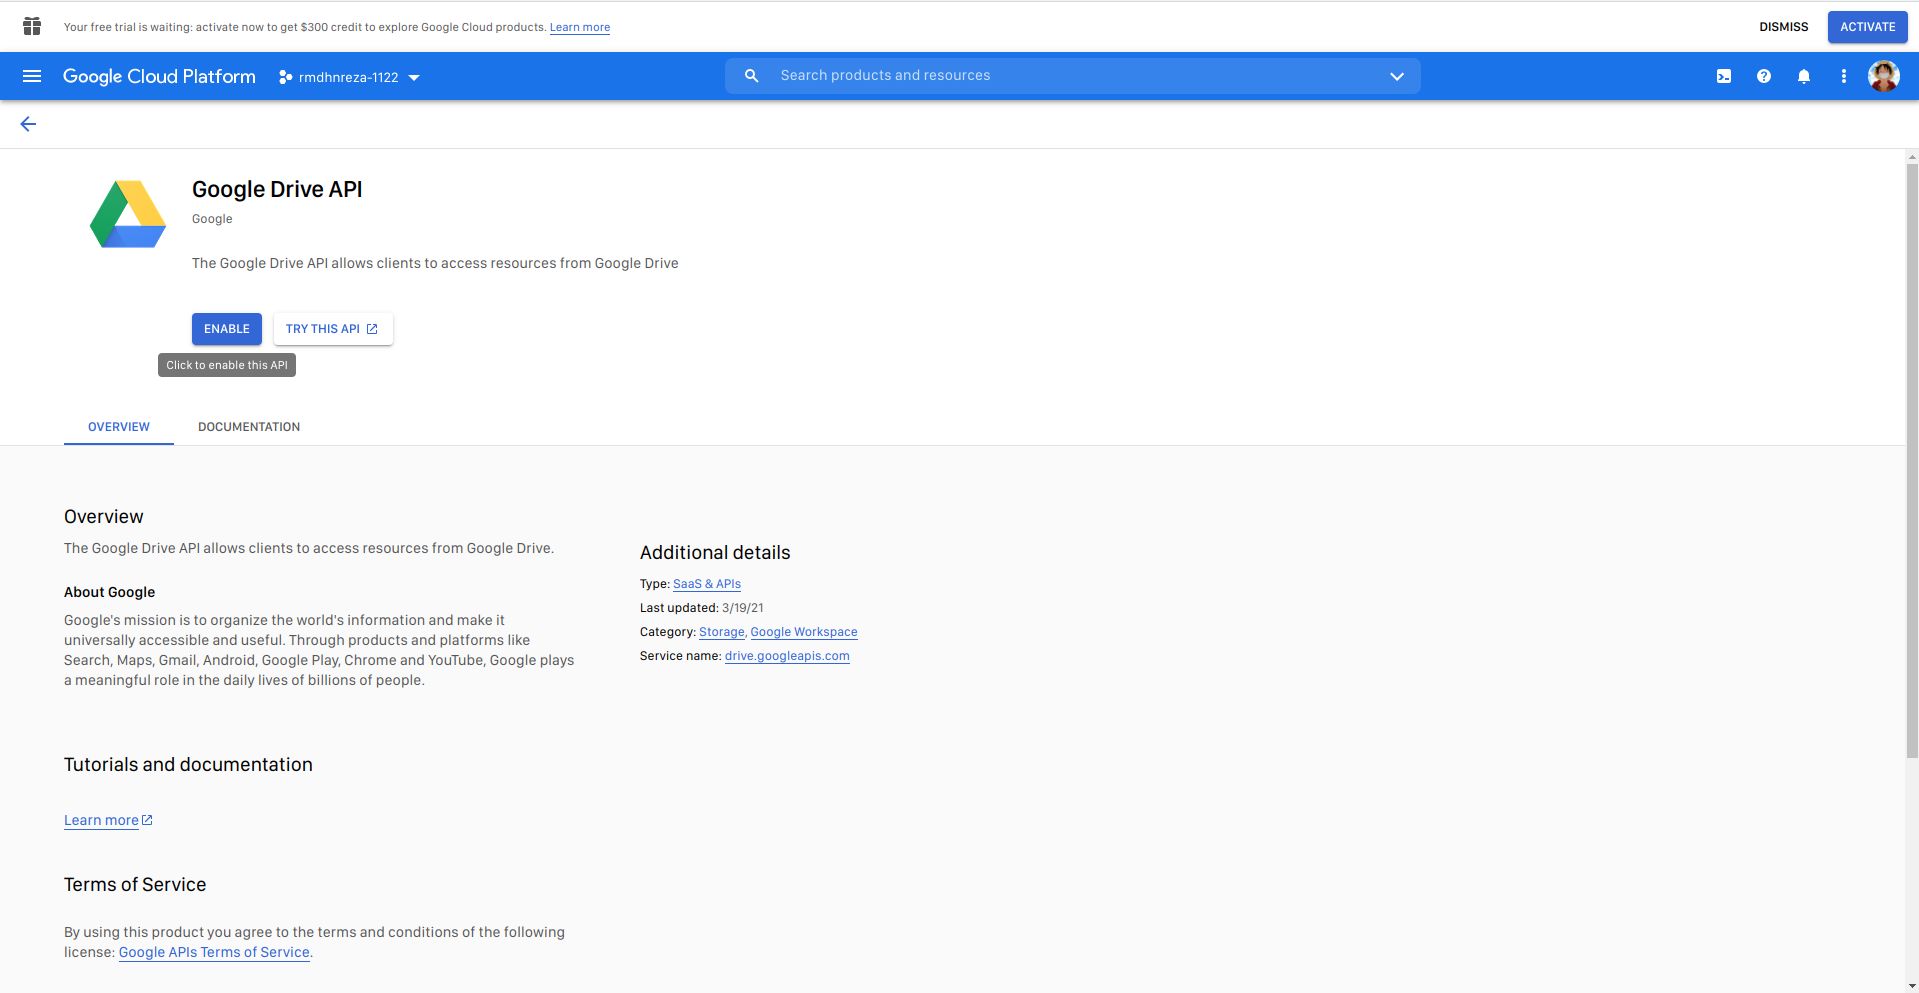 Your free trial is waiting: activate now to get $300 credit to explore Google Cloud products. Learn more
DISMISS
ACTIVATE
Google Cloud Platform
rmdhnreza-1122
Search products and resources
Google Drive API
Google
The Google Drive API allows clients to access resources from Google Drive
ENABLE
TRY THIS API
Click to enable this API
OVERVIEW
DOCUMENTATION
Overview
The Google Drive API allows clients to access resources from Google Drive.
About Google
Google's mission is to organize the world's information and make it
universally accessible and useful. Through products and platforms like
Search, Maps, Gmail, Android, Google Play, Chrome and YouTube, Google plays
a meaningful role in the daily lives of billions of people.
Additional details
Type: SaaS & APIs
Last updated: 3/19/21
Category: Storage, Google Workspace
Service name: drive.googleapis.com
Tutorials and documentation
Learn more
Terms of Service
By using this product you agree to the terms and conditions of the following
license: Google APIs Terms of Service.